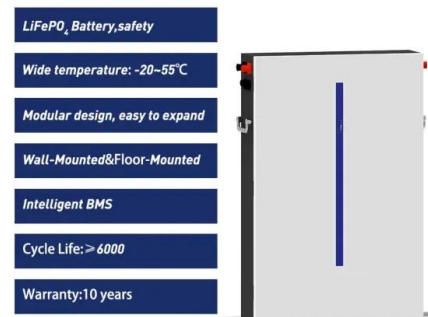 LiFePO4 Battery,safety
Wide temperature: -20~55℃
Modular design, easy to expand
Wall-Mounted&Floor-Mounted
Intelligent BMS
Cycle Life:≥6000
Warranty:10 years